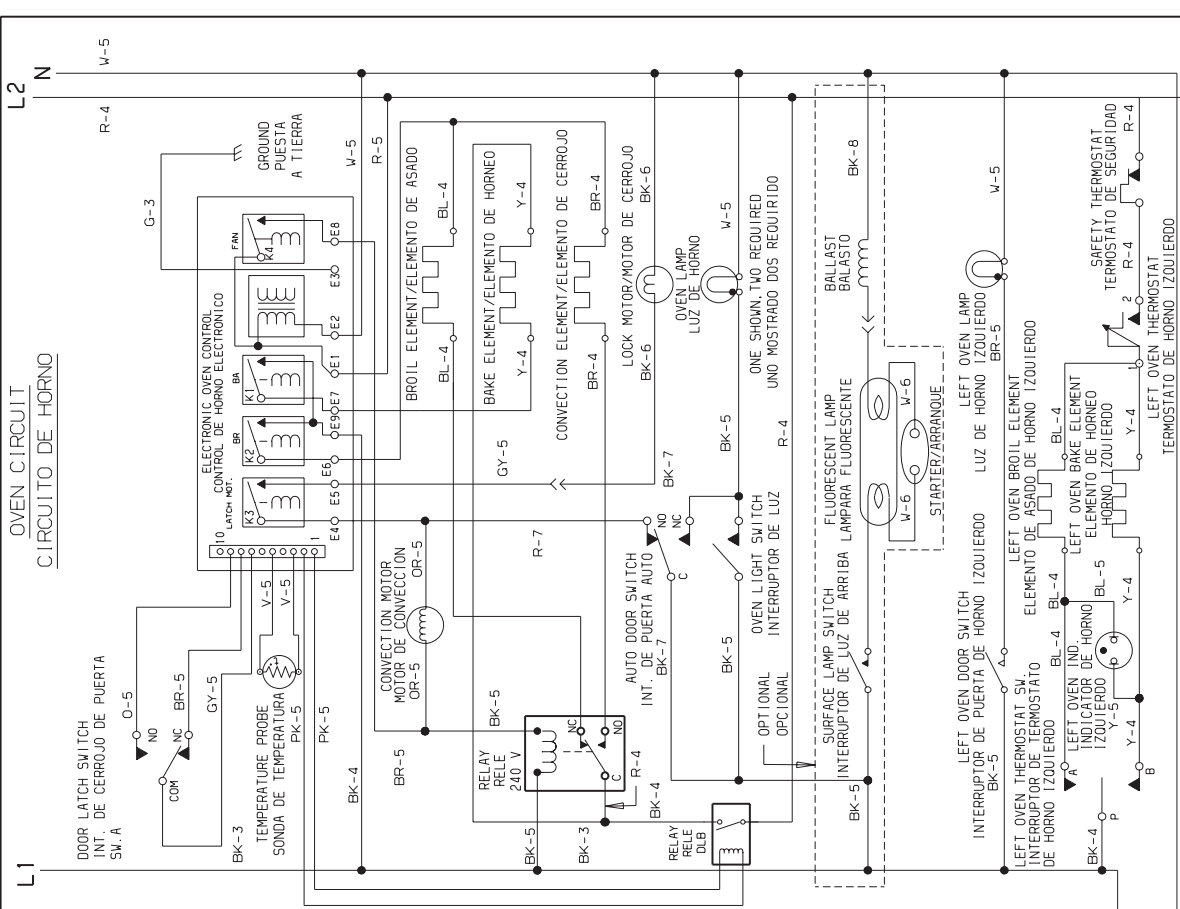 OVEN CIRCUIT
CIRCUITO DE HORNO
L1
L2
N
W-5
R-4
DOOR LATCH SWITCH
INT. DE CERROJO DE PUERTA
SW.A
O-5
NO
NC
BR-5
COM
GY-5
BK-3
TEMPERATURE PROBE
SONDA DE TEMPERATURA
V-5
V-5
PK-5
PK-5
10
1
ELECTRONIC OVEN CONTROL
CONTROL DE HORNO ELECTRONICO
LATCH MOT.
K3
BR
K2
BA
K1
FAN
K4
E4
E5
E6
E9
E7
E1
E2
E3
E8
G-3
GROUND
PUESTA
A TIERRA
W-5
R-5
BK-4
BR-5
CONVECTION MOTOR
MOTOR DE CONVECCION
OR-5
OR-5
BROIL ELEMENT/ELEMENTO DE ASADO
BL-4
BL-4
BAKE ELEMENT/ELEMENTO DE HORNEO
Y-4
Y-4
CONVECTION ELEMENT/ELEMENTO DE CERROJO
BR-4
BR-4
GY-5
R-7
BK-5
RELAY
RELE
240 V
NC
NO
C
BK-5
BK-3
R-4
BK-4
LOCK MOTOR/MOTOR DE CERROJO
BK-6
BK-6
AUTO DOOR SWITCH
INT. DE PUERTA AUTO
BK-7
BK-7
NO
NC
C
OVEN LAMP
LUZ DE HORNO
W-5
BK-5
BK-5
ONE SHOWN,TWO REQUIRED
UNO MOSTRADO DOS REQUIRIDO
OVEN LIGHT SWITCH
INTERRUPTOR DE LUZ
RELAY
RELE
DLB
R-4
OPTIONAL
OPCIONAL
SURFACE LAMP SWITCH
INTERRUPTOR DE LUZ DE ARRIBA
FLUORESCENT LAMP
LAMPARA FLUORESCENTE
BALLAST
BALASTO
BK-8
BK-5
W-6
W-6
STARTER/ARRANQUE
LEFT OVEN DOOR SWITCH
INTERRUPTOR DE PUERTA DE HORNO IZQUIERDO
BK-5
LEFT OVEN LAMP
LUZ DE HORNO IZQUIERDO
BR-5
W-5
LEFT OVEN THERMOSTAT SW.
INTERRUPTOR DE TERMOSTATO
DE HORNO IZQUIERDO
LEFT OVEN BROIL ELEMENT
ELEMENTO DE ASADO DE HORNO IZQUIERDO
BL-4
BL-4
BL-4
LEFT OVEN IND.
INDICATOR DE HORNO
IZQUIERDO
Y-5
BL-5
LEFT OVEN BAKE ELEMENT
ELEMENTO DE HORNEO
HORNO IZQUIERDO
Y-4
Y-4
Y-4
A
B
P
BK-4
1
2
LEFT OVEN THERMOSTAT
TERMOSTATO DE HORNO IZQUIERDO
SAFETY THERMOSTAT
TERMOSTATO DE SEGURIDAD
R-4
R-4